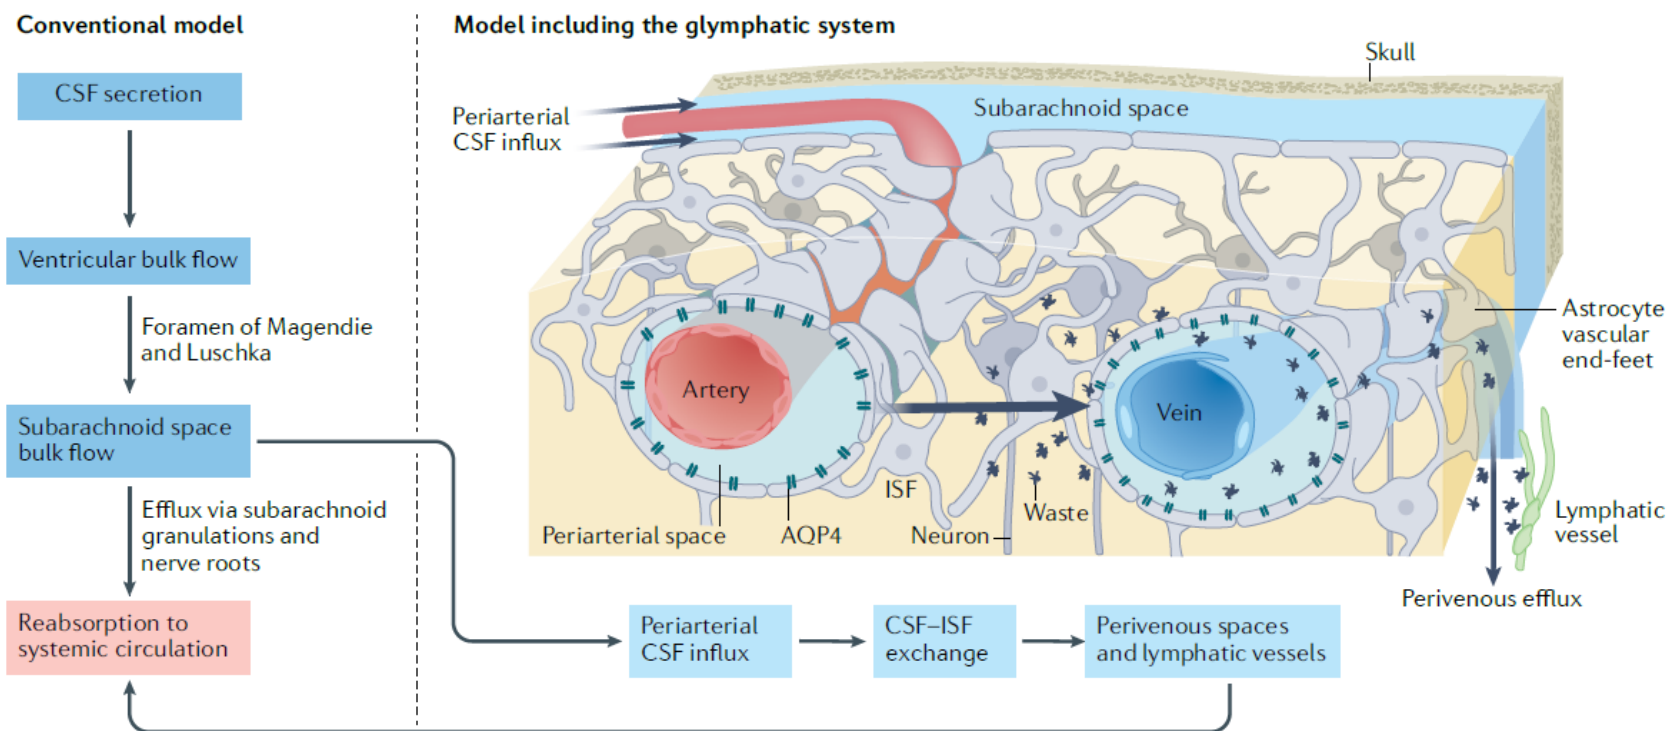 Conventional model
CSF secretion
Ventricular bulk flow
Foramen of Magendie
and Luschka
Subarachnoid space
bulk flow
Efflux via subarachnoid
granulations and
nerve roots
Reabsorption to
systemic circulation
Model including the glymphatic system
Skull
Periarterial
CSF influx
Subarachnoid space
Astrocyte
vascular
end-feet
Artery
Vein
ISF
Waste
Periarterial space
AQP4
Neuron
Lymphatic
vessel
Perivenous efflux
Periarterial
CSF influx
CSF–ISF
exchange
Perivenous spaces
and lymphatic vessels